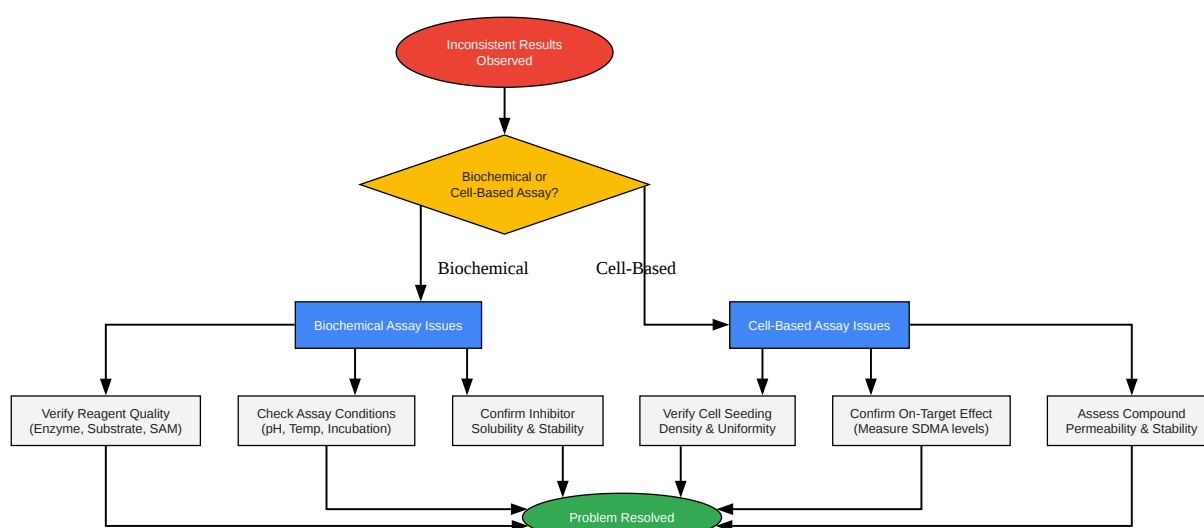 Inconsistent Results
Observed
Biochemical or
Cell-Based Assay?
Biochemical
Cell-Based
Biochemical Assay Issues
Cell-Based Assay Issues
Verify Reagent Quality
(Enzyme, Substrate, SAM)
Check Assay Conditions
(pH, Temp, Incubation)
Confirm Inhibitor
Solubility & Stability
Verify Cell Seeding
Density & Uniformity
Confirm On-Target Effect
(Measure SDMA levels)
Assess Compound
Permeability & Stability
Problem Resolved